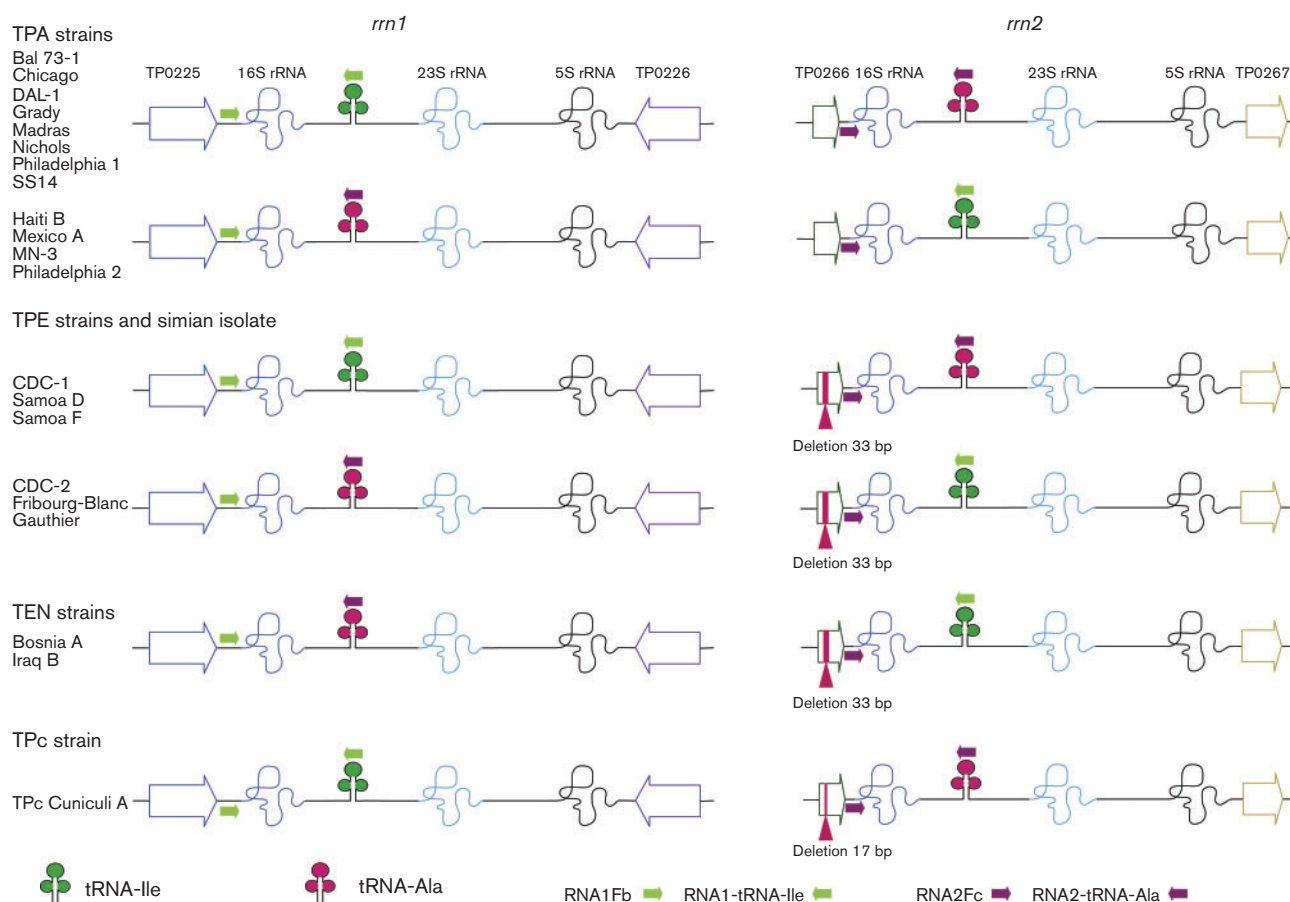 rrn1
rrn2
TPA strains
Bal 73-1
Chicago
DAL-1
Grady
Madras
Nichols
Philadelphia 1
SS14
TP0225
16S rRNA
23S rRNA
5S rRNA
TP0226
TP0266
16S rRNA
23S rRNA
5S rRNA
TP0267
Haiti B
Mexico A
MN-3
Philadelphia 2
TPE strains and simian isolate
CDC-1
Samoa D
Samoa F
Deletion 33 bp
CDC-2
Fribourg-Blanc
Gauthier
Deletion 33 bp
TEN strains
Bosnia A
Iraq B
Deletion 33 bp
TPc strain
TPc Cuniculi A
Deletion 17 bp
tRNA-Ile
tRNA-Ala
RNA1Fb
RNA1-tRNA-Ile
RNA2Fc
RNA2-tRNA-Ala